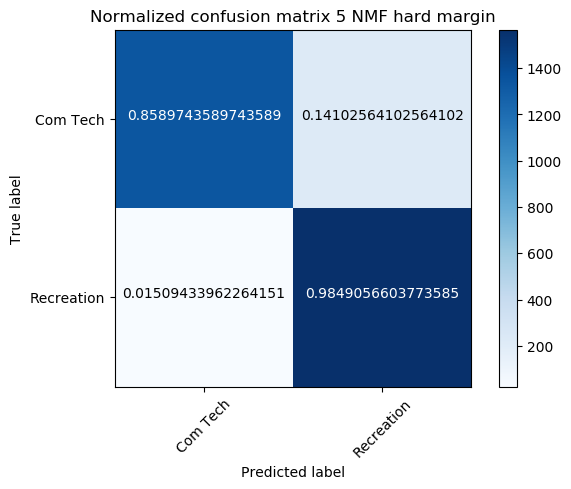 Normalized confusion matrix 5 NMF hard margin
True label
Com Tech
0.8589743589743589
0.14102564102564102
Recreation
0.01509433962264151
0.9849056603773585
Com Tech
Recreation
Predicted label
1400
1200
1000
800
600
400
200